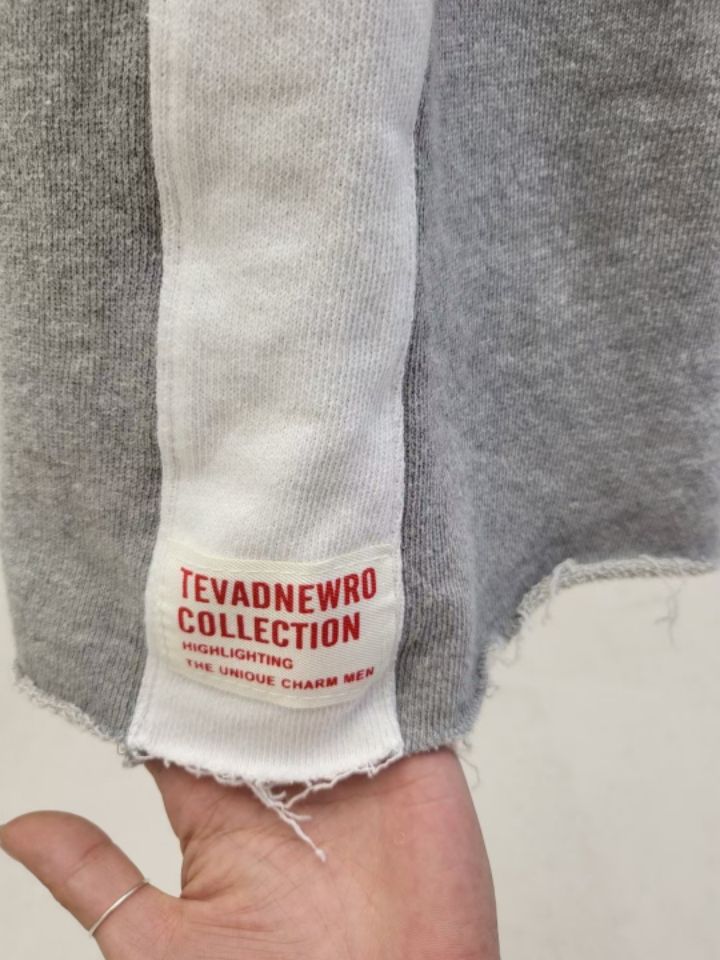 TEVADNEWRO
COLLECTION
HIGHLIGHTING
THE UNIQUE CHARM MEN